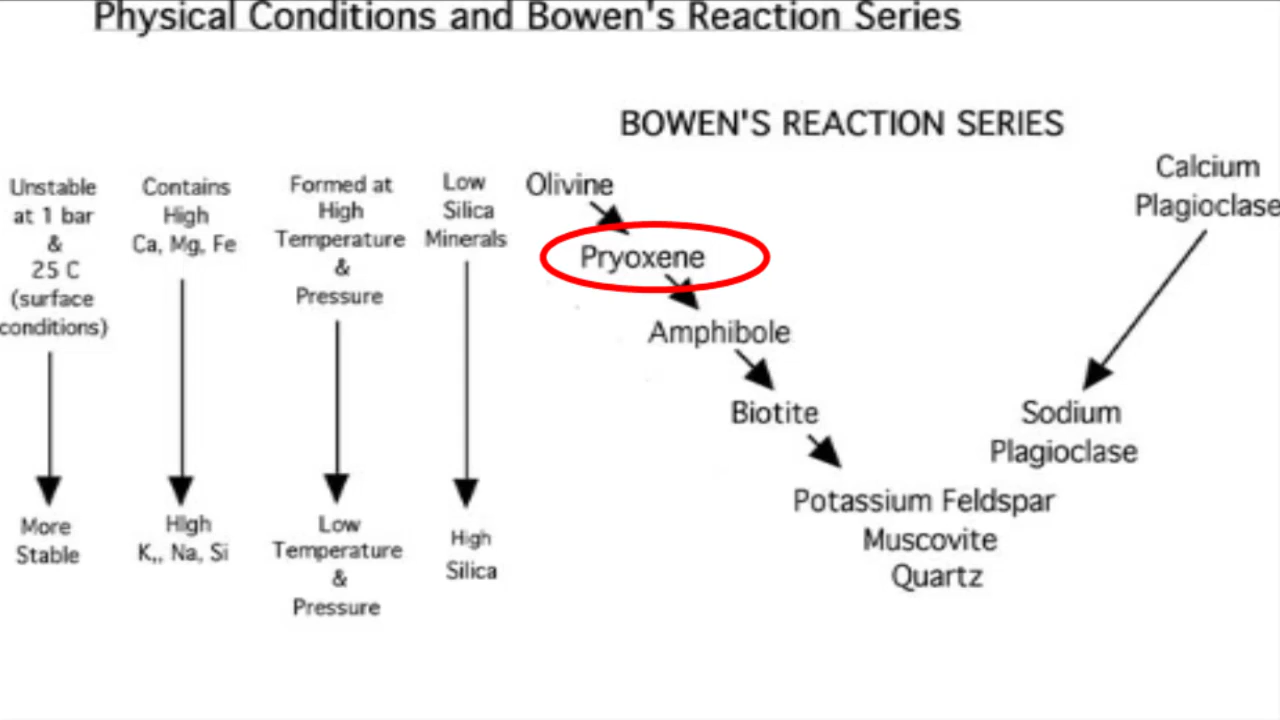 Physical Conditions and Bowen's Reaction Series
BOWEN'S REACTION SERIES
Unstable
at 1 bar
&
25 C
(surface
conditions)
More
Stable
Contains
High
Ca, Mg, Fe
HIgh
K,, Na, Si
Formed at
High
Temperature
&
Pressure
Low
Temperature
&
Pressure
Low
Silica
Minerals
High
Silica
Olivine
Pryoxene
Amphibole
Biotite
Calcium
Plagioclase
Sodium
Plagioclase
Potassium Feldspar
Muscovite
Quartz